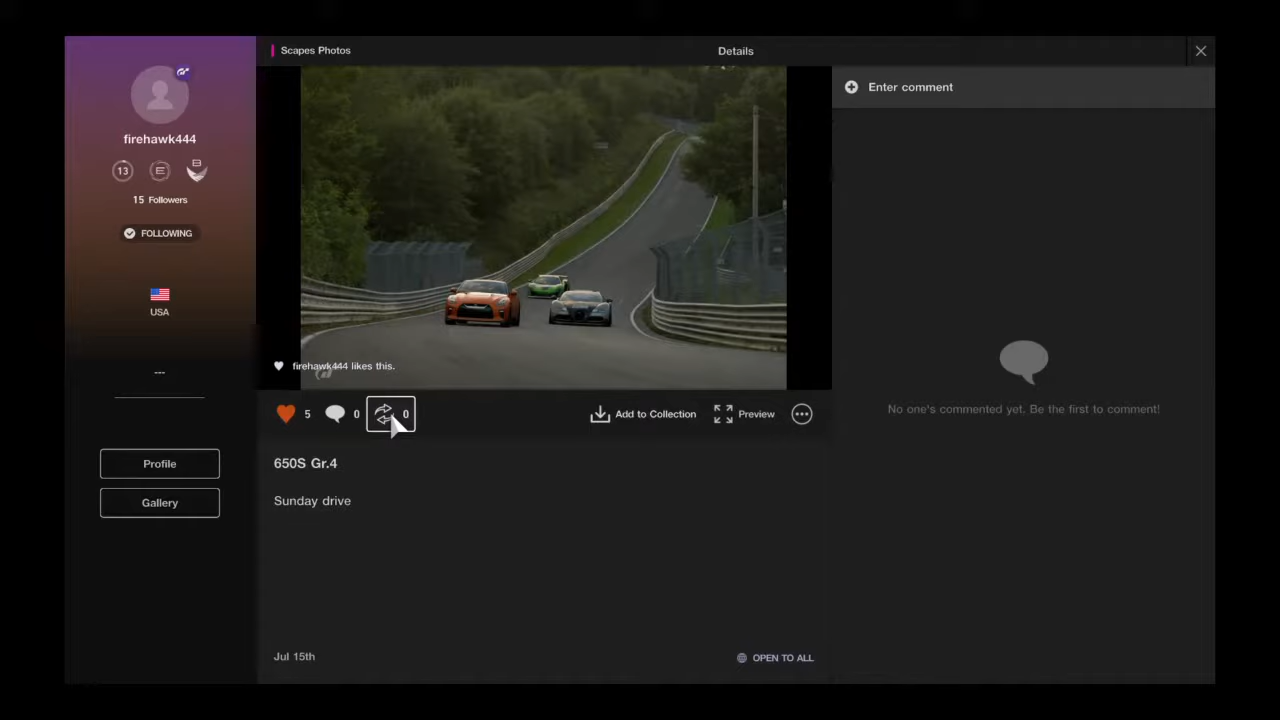 Scapes Photos
Details
Enter comment
firehawk444
13
E
B
15 Followers
FOLLOWING
USA
---
Profile
Gallery
firehawk444 likes this.
5
0
0
Add to Collection
Preview
650S Gr.4
Sunday drive
Jul 15th
OPEN TO ALL
No one's commented yet. Be the first to comment!